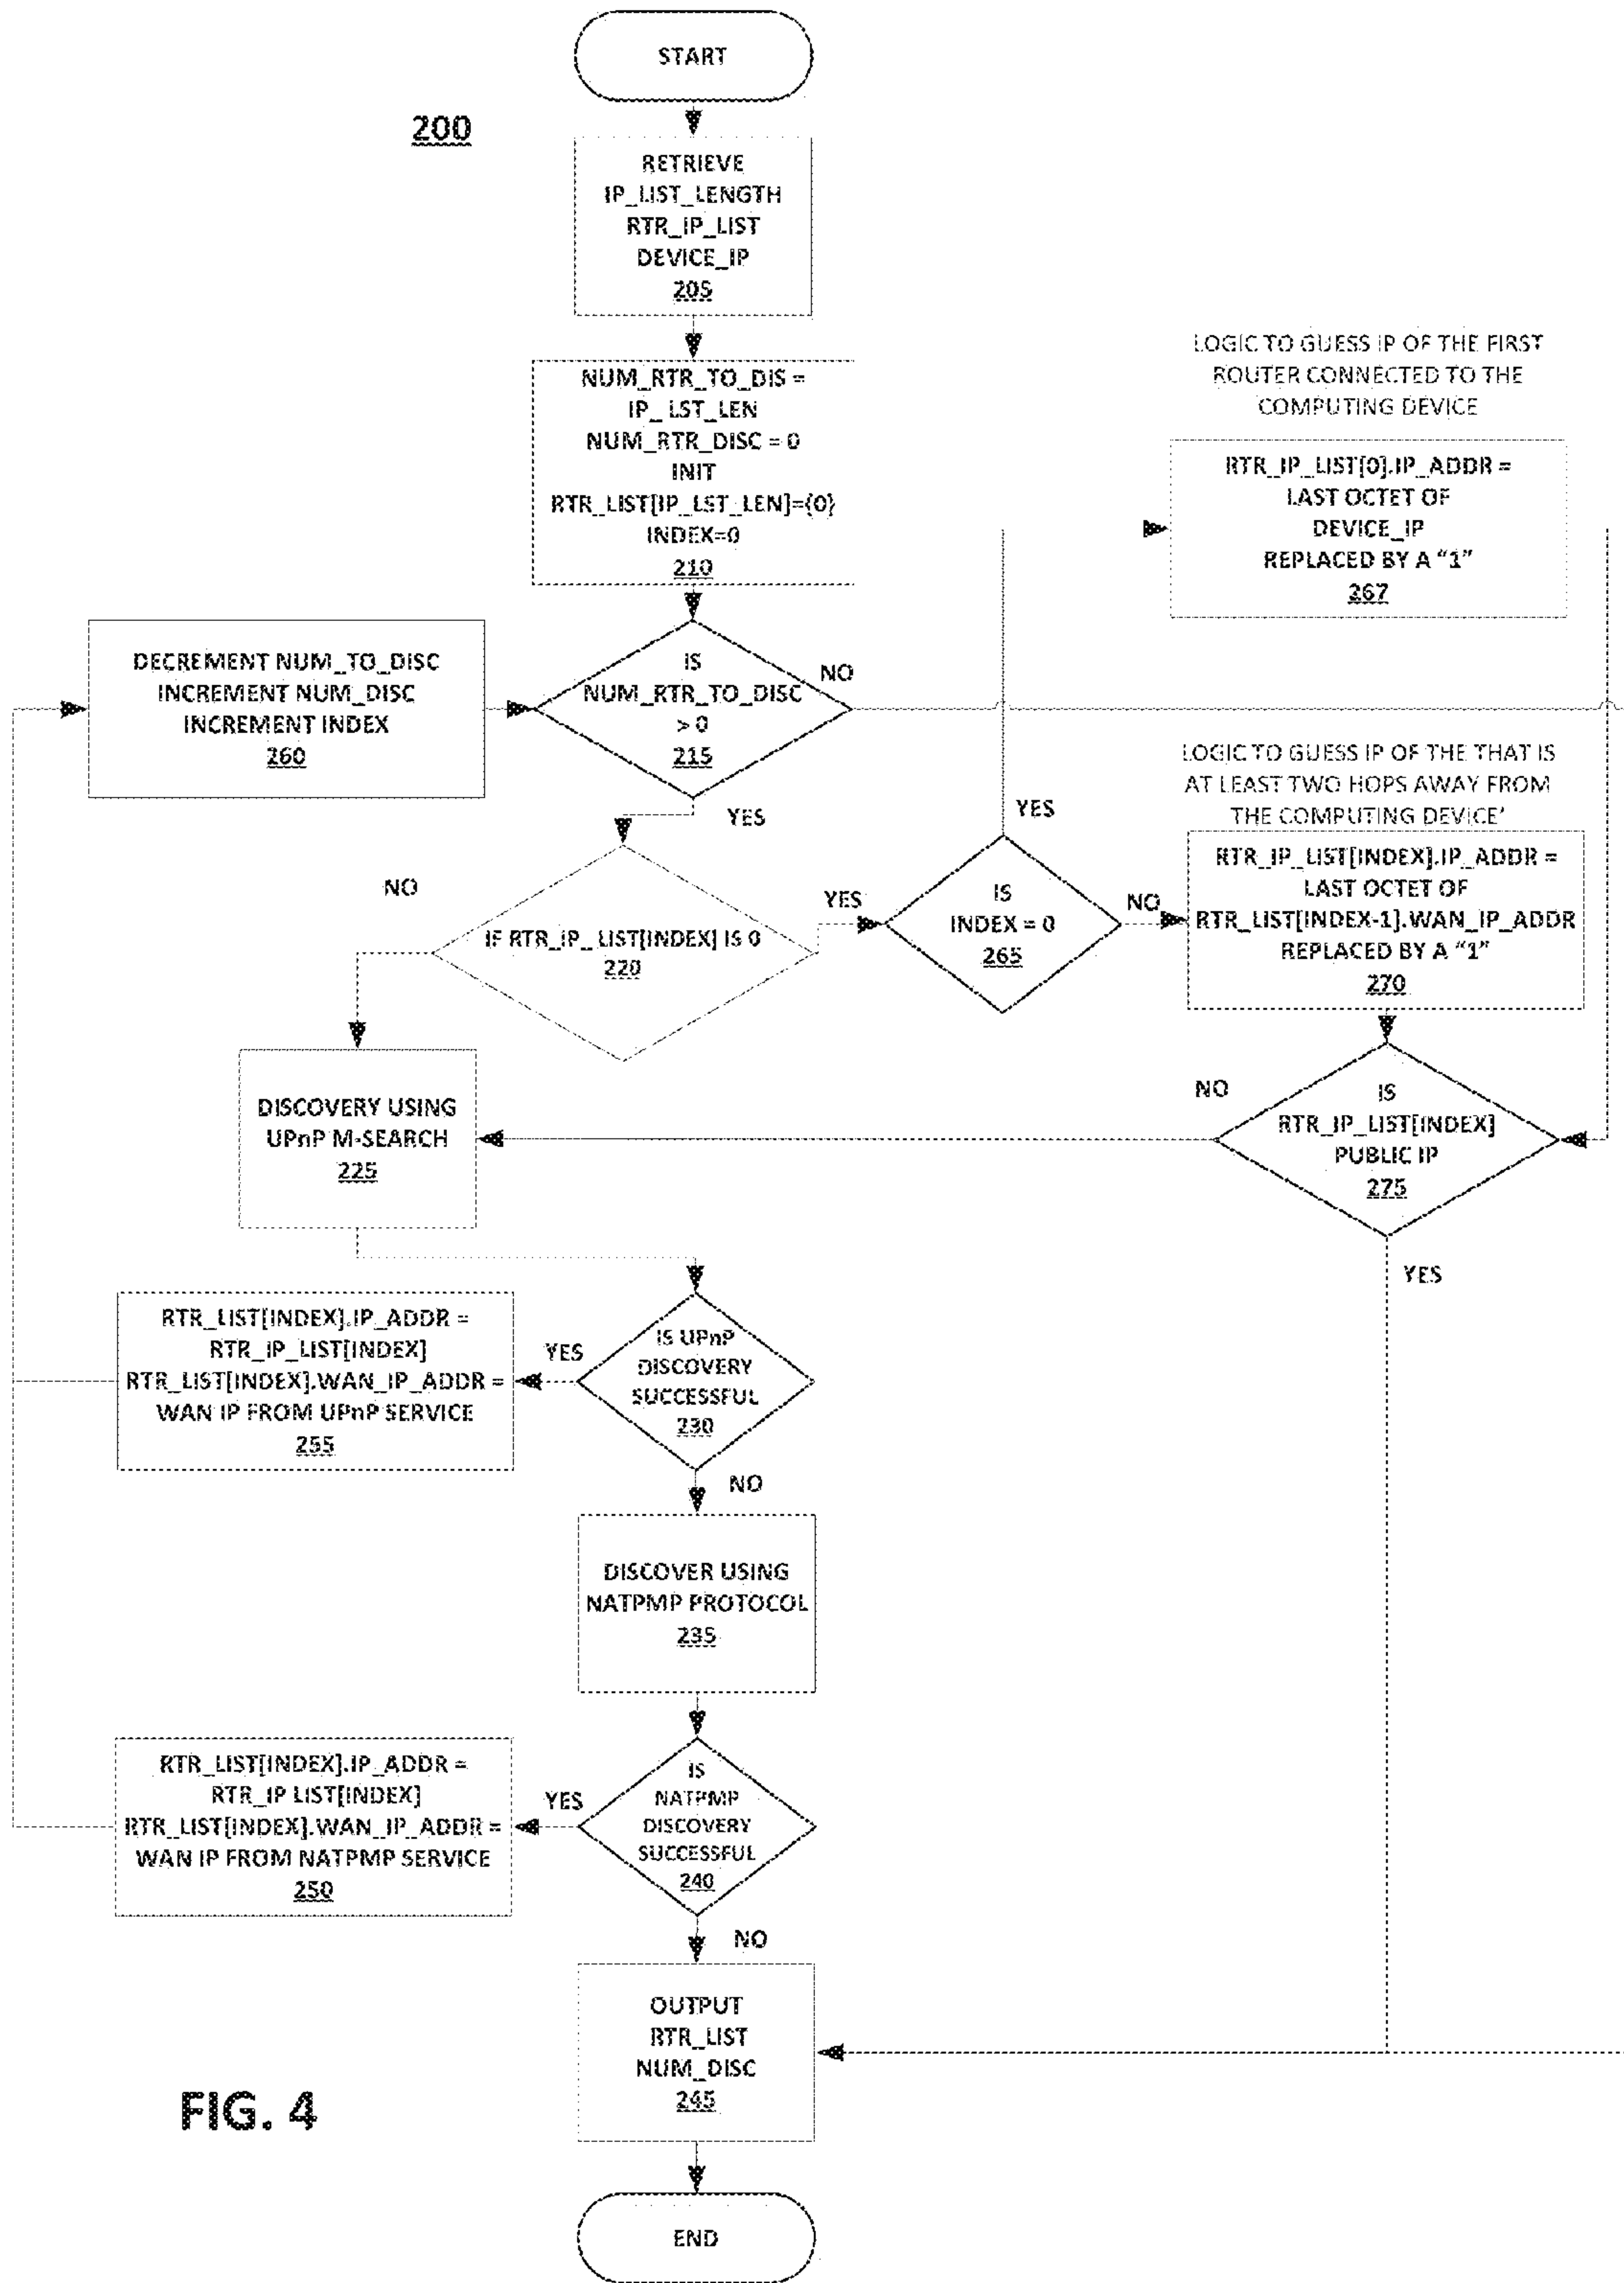 START
200
RETRIEVE
IP_LIST_LENGTH
RTR_IP_LIST
DEVICE_IP
205
NUM_RTR_TO_DIS =
IP_ LST_LEN
NUM_RTR_DISC = 0
INIT
RTR_LIST[IP_LST_LEN]={0}
INDEX=0
210
LOGIC TO GUESS IP OF THE FIRST
ROUTER CONNECTED TO THE
COMPUTING DEVICE
RTR_IP_LIST[0].IP_ADDR =
LAST OCTET OF
DEVICE_IP
REPLACED BY A “1”
267
DECREMENT NUM_TO_DISC
INCREMENT NUM_DISC
INCREMENT INDEX
260
IS
NUM_RTR_TO_DISC
> 0
215
NO
YES
LOGIC TO GUESS IP OF THE THAT IS
AT LEAST TWO HOPS AWAY FROM
THE COMPUTING DEVICE'
YES
NO
IF RTR_IP_ LIST[INDEX] IS 0
220
YES
IS
INDEX = 0
265
NO
RTR_IP_LIST[INDEX].IP_ADDR =
LAST OCTET OF
RTR_LIST[INDEX-1].WAN_IP_ADDR
REPLACED BY A “1”
270
DISCOVERY USING
UPnP M-SEARCH
225
NO
IS
RTR_IP_LIST[INDEX]
PUBLIC IP
275
YES
RTR_LIST[INDEX].IP_ADDR =
RTR_IP_LIST[INDEX]
RTR_LIST[INDEX].WAN_IP_ADDR =
WAN IP FROM UPnP SERVICE
255
YES
IS UPnP
DISCOVERY
SUCCESSFUL
230
NO
DISCOVER USING
NATPMP PROTOCOL
235
RTR_LIST[INDEX].IP_ADDR =
RTR_IP LIST[INDEX]
RTR_LIST[INDEX].WAN_IP_ADDR =
WAN IP FROM NATPMP SERVICE
250
YES
IS
NATPMP
DISCOVERY
SUCCESSFUL
240
NO
OUTPUT
RTR_LIST
NUM_DISC
245
FIG. 4
END